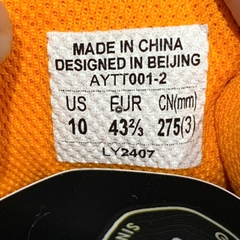 MADE IN CHINA
DESIGNED IN BEIJING
AYTT001-2
US EUR CN(mm)
10 43⅔ 275(3)
LY2407